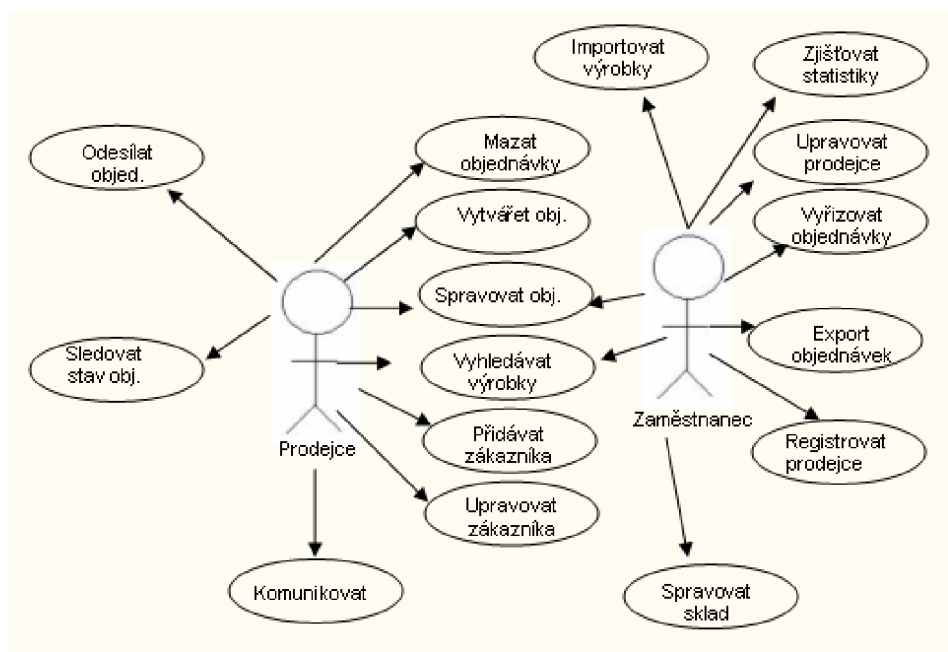 Importovat
výrobky
Zjišťovat
statistiky
Odesílat
objed.
Mazat
objednávky
Upravovat
prodejce
Vytvářet obj.
Vyřizovat
objednávky
Spravovat obj.
Sledovat
stav obj.
Vyhledávat
výrobky
Export
objednávek
Prodejce
Zaměstnanec
Přidávat
zákazníka
Registrovat
prodejce
Upravovat
zákazníka
Komunikovat
Spravovat
sklad